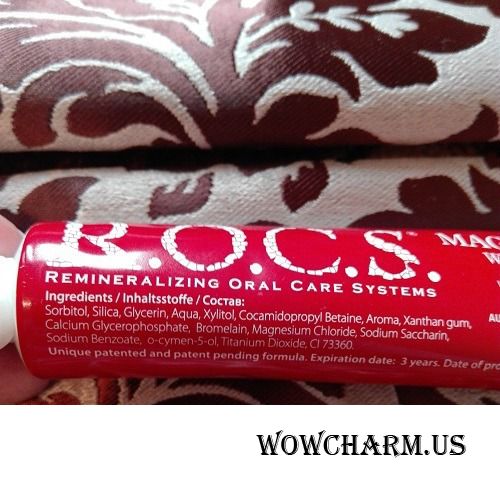 R.O.C.S.®
REMINERALIZING ORAL CARE SYSTEMS
Ingredients / Inhaltsstoffe / Состав:
Sorbitol, Silica, Glycerin, Aqua, Xylitol, Cocamidopropyl Betaine, Aroma, Xanthan gum,
Calcium Glycerophosphate, Bromelain, Magnesium Chloride, Sodium Saccharin,
Sodium Benzoate, o-cymen-5-ol, Titanium Dioxide, CI 73360.
Unique patented and patent pending formula. Expiration date: 3 years. Date of pro
MAG
W
AU
WOWCHARM.US